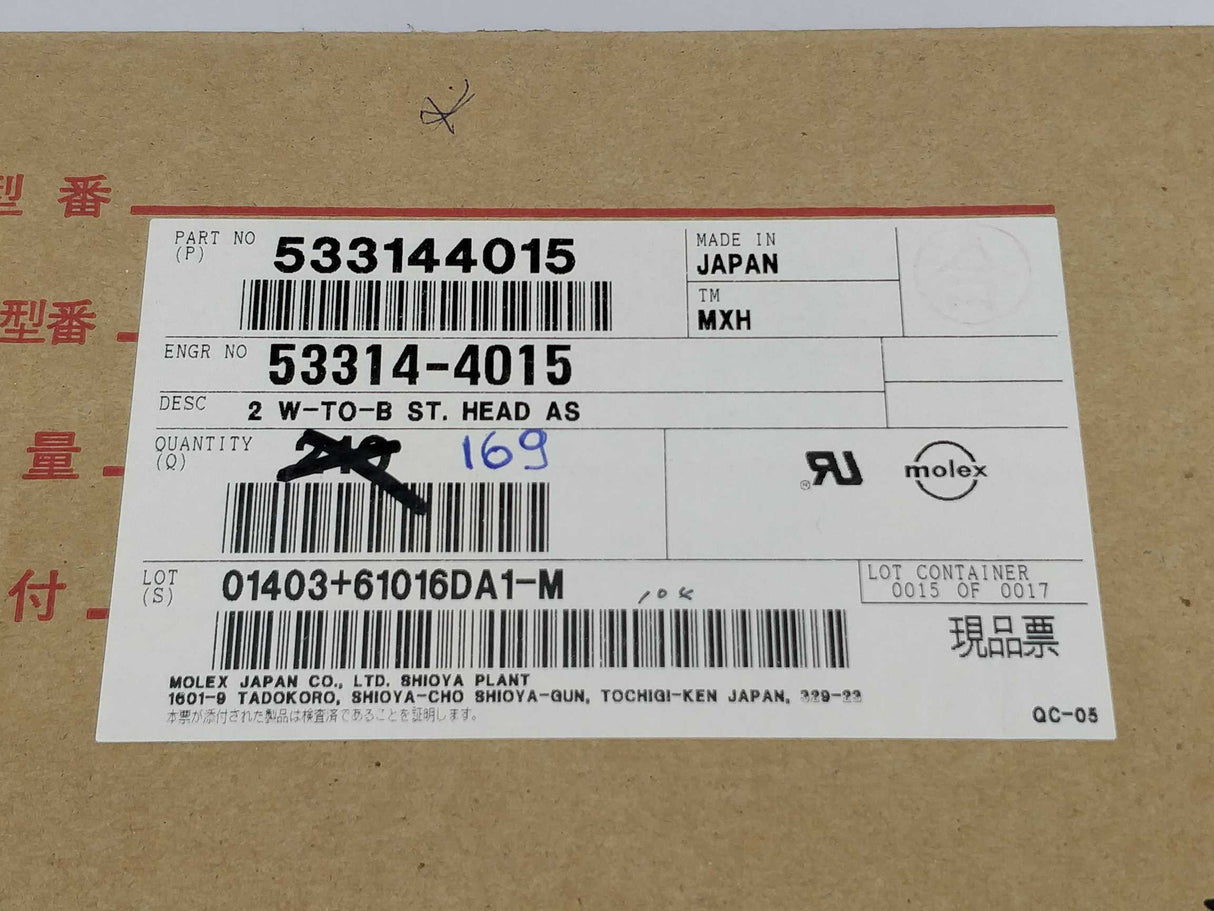 型番
PART NO (P) 533144015
MADE IN
JAPAN
TM
MXH
型番
ENGR NO 53314-4015
DESC 2 W-TO-B ST. HEAD AS
量
QUANTITY (Q) 169
molex
付
LOT (S) 01403+61016DA1-M
LOT CONTAINER
0015 OF 0017
現品票
MOLEX JAPAN CO., LTD. SHIOYA PLANT
1601-9 TADOKORO, SHIOYA-CHO SHIOYA-GUN, TOCHIGI-KEN JAPAN, 329-23
本票が添付された製品は検査済であることを証明します。
QC-05